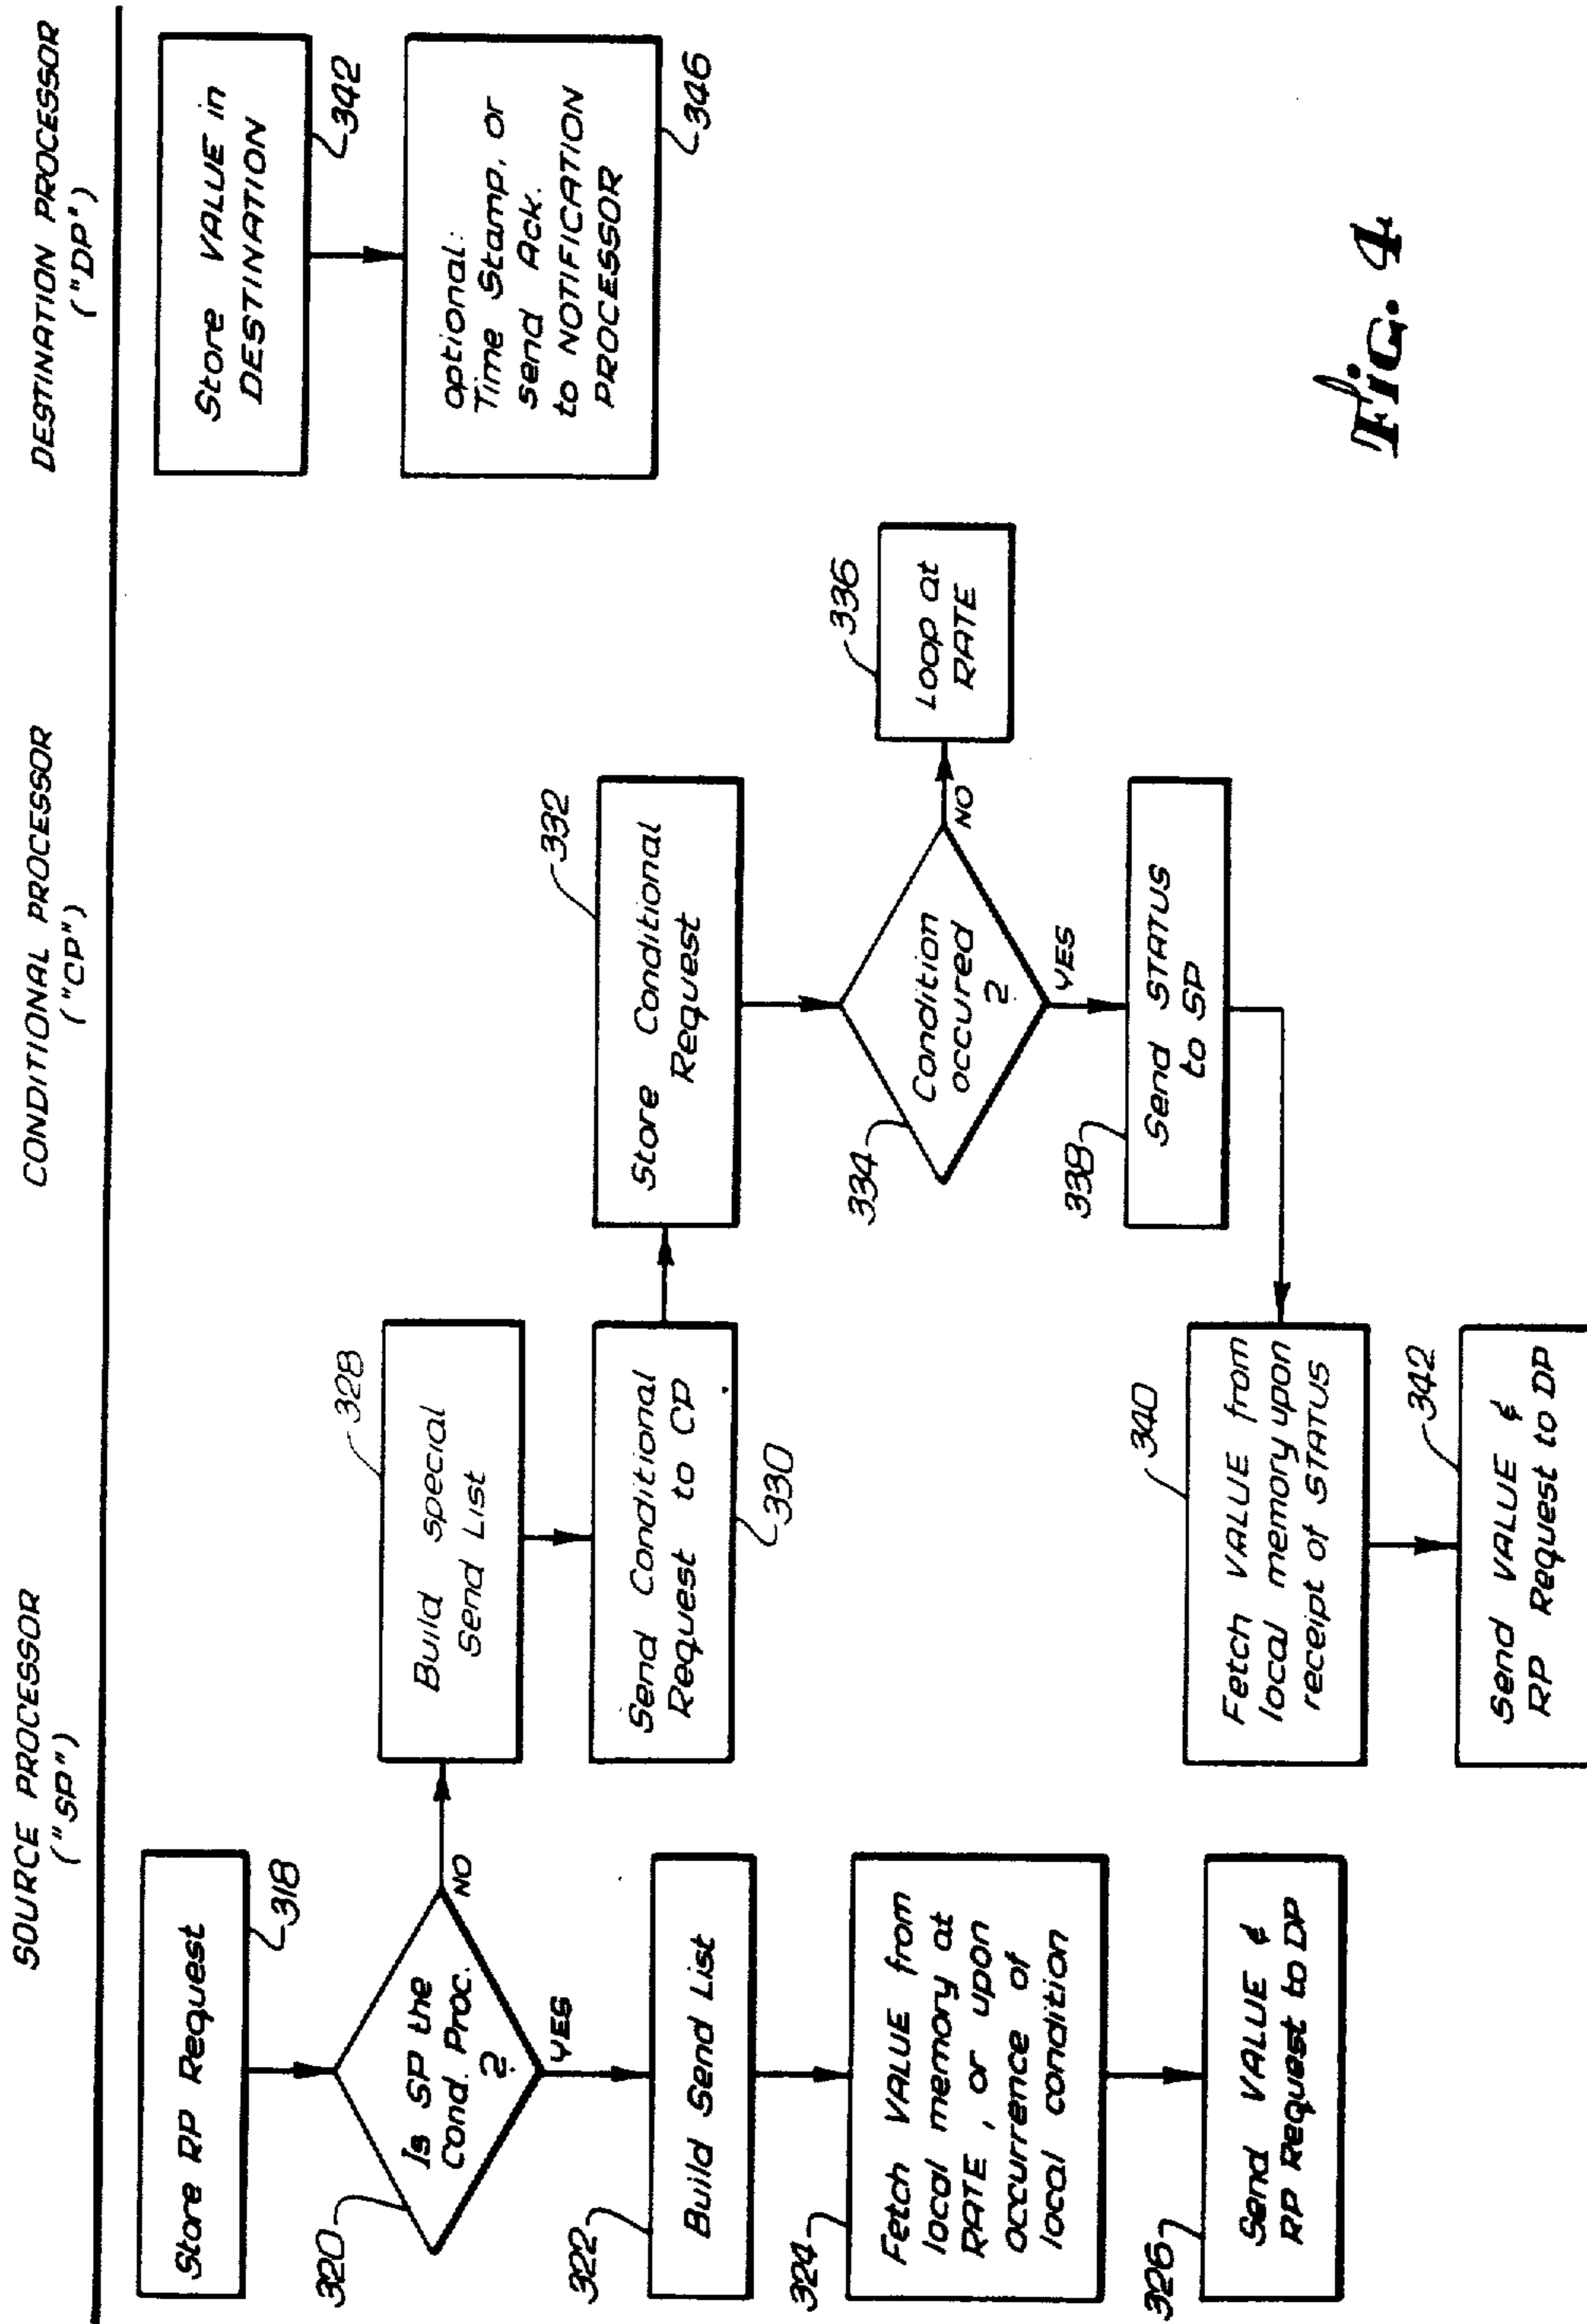 SOURCE PROCESSOR
("SP")
CONDITIONAL PROCESSOR
("CP")
DESTINATION PROCESSOR
("DP")
Store RP Request
318
320
Is SP the
Cond. Proc.
?
NO
YES
322
Build Send List
324
Fetch VALUE from
local memory at
RATE, or upon
occurrence of
local condition
326
Send VALUE &
RP Request to DP
328
Build special
Send List
Send Conditional
Request to CP
330
332
Store Conditional
Request
334
Condition
occured
?
NO
YES
336
Loop at
RATE
338
Send STATUS
to SP
340
Fetch VALUE from
local memory upon
receipt of STATUS
342
Send VALUE &
RP Request to DP
Store VALUE in
DESTINATION
342
optional:
Time Stamp, or
send Ack.
to NOTIFICATION
PROCESSOR
346
Fig. 4